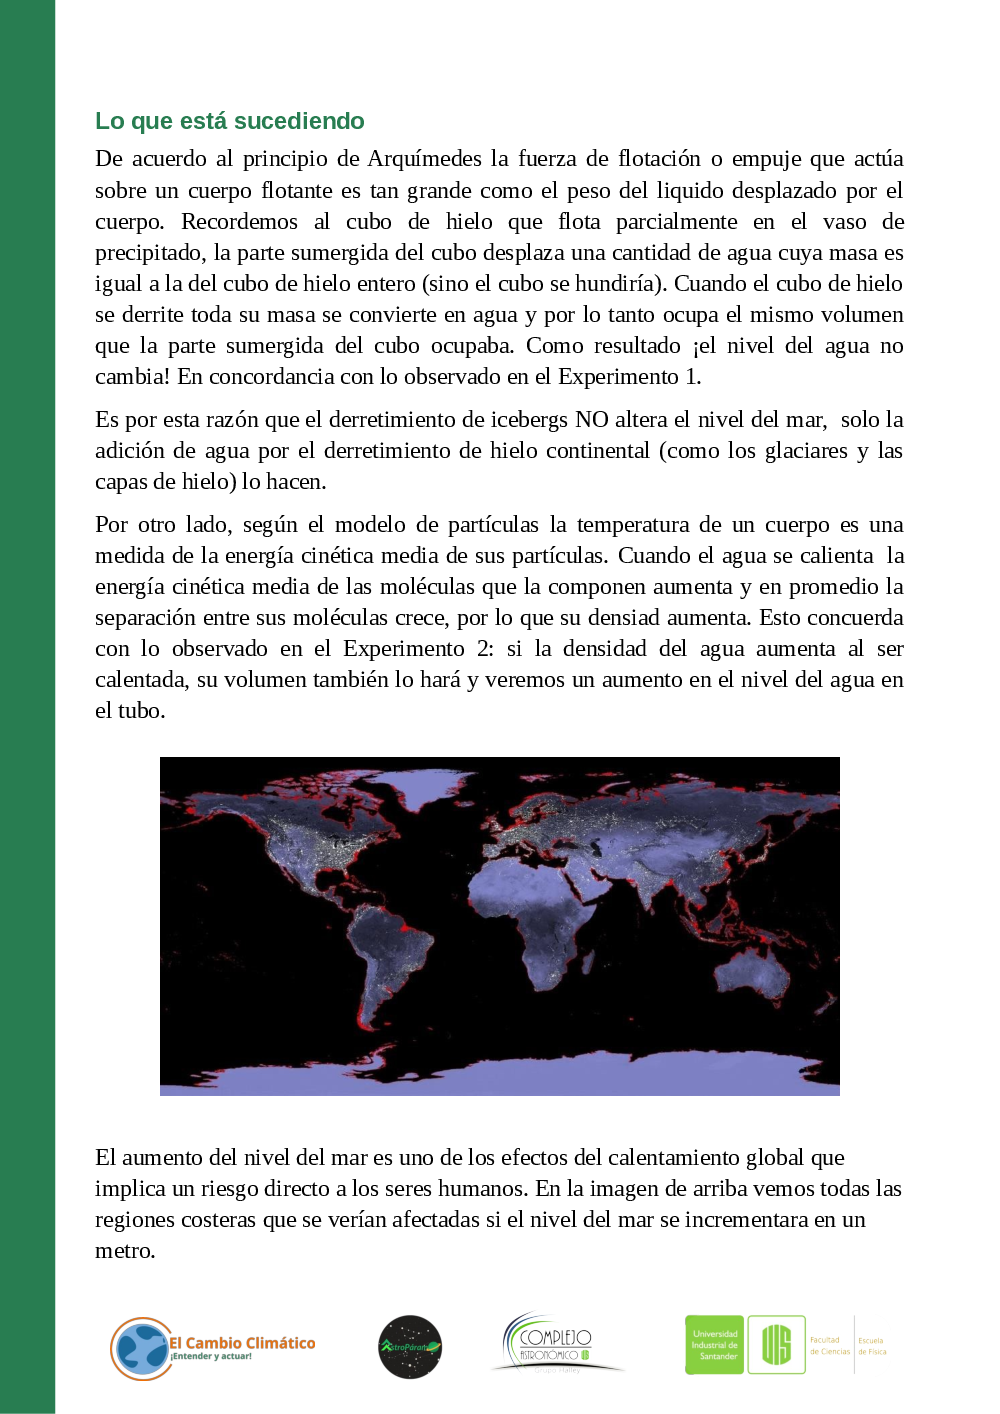 Lo que está sucediendo
De acuerdo al principio de Arquímedes la fuerza de flotación o empuje que actúa
sobre un cuerpo flotante es tan grande como el peso del liquido desplazado por el
cuerpo. Recordemos al cubo de hielo que flota parcialmente en el vaso de
precipitado, la parte sumergida del cubo desplaza una cantidad de agua cuya masa es
igual a la del cubo de hielo entero (sino el cubo se hundiría). Cuando el cubo de hielo
se derrite toda su masa se convierte en agua y por lo tanto ocupa el mismo volumen
que la parte sumergida del cubo ocupaba. Como resultado ¡el nivel del agua no
cambia! En concordancia con lo observado en el Experimento 1.
Es por esta razón que el derretimiento de icebergs NO altera el nivel del mar, solo la
adición de agua por el derretimiento de hielo continental (como los glaciares y las
capas de hielo) lo hacen.
Por otro lado, según el modelo de partículas la temperatura de un cuerpo es una
medida de la energía cinética media de sus partículas. Cuando el agua se calienta la
energía cinética media de las moléculas que la componen aumenta y en promedio la
separación entre sus moléculas crece, por lo que su densiad aumenta. Esto concuerda
con lo observado en el Experimento 2: si la densidad del agua aumenta al ser
calentada, su volumen también lo hará y veremos un aumento en el nivel del agua en
el tubo.
El aumento del nivel del mar es uno de los efectos del calentamiento global que
implica un riesgo directo a los seres humanos. En la imagen de arriba vemos todas las
regiones costeras que se verían afectadas si el nivel del mar se incrementara en un
metro.
El Cambio Climático
¡Entender y actuar!
COMPLEJO
ASTRONÓMICO
Grupo Halley
Universidad
Industrial de
Santander
UIS
Facultad
de Ciencias
Escuela
de Física